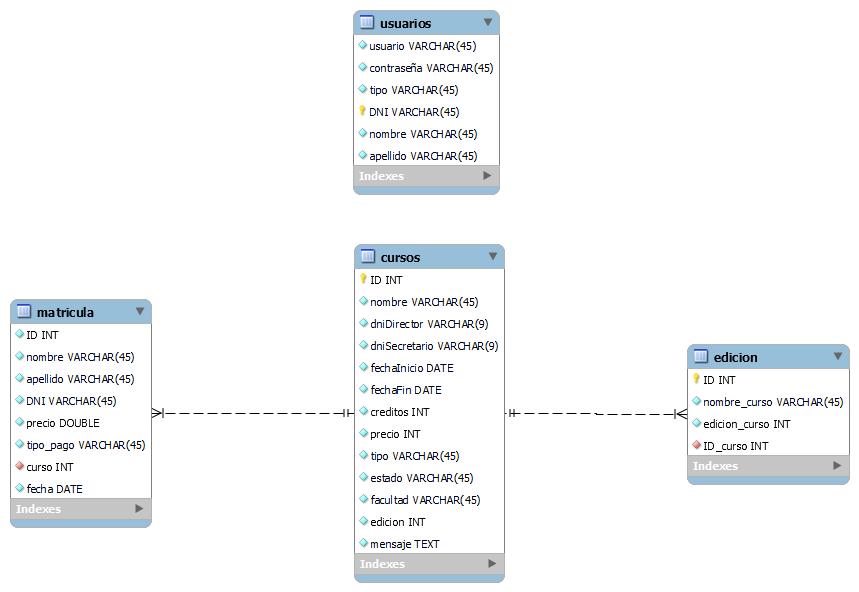 usuarios
usuario VARCHAR(45)
contraseña VARCHAR(45)
tipo VARCHAR(45)
DNI VARCHAR(45)
nombre VARCHAR(45)
apellido VARCHAR(45)
Indexes
matricula
ID INT
nombre VARCHAR(45)
apellido VARCHAR(45)
DNI VARCHAR(45)
precio DOUBLE
tipo_pago VARCHAR(45)
curso INT
fecha DATE
Indexes
cursos
ID INT
nombre VARCHAR(45)
dniDirector VARCHAR(9)
dniSecretario VARCHAR(9)
fechaInicio DATE
fechaFin DATE
creditos INT
precio INT
tipo VARCHAR(45)
estado VARCHAR(45)
facultad VARCHAR(45)
edicion INT
mensaje TEXT
Indexes
edicion
ID INT
nombre_curso VARCHAR(45)
edicion_curso INT
ID_curso INT
Indexes